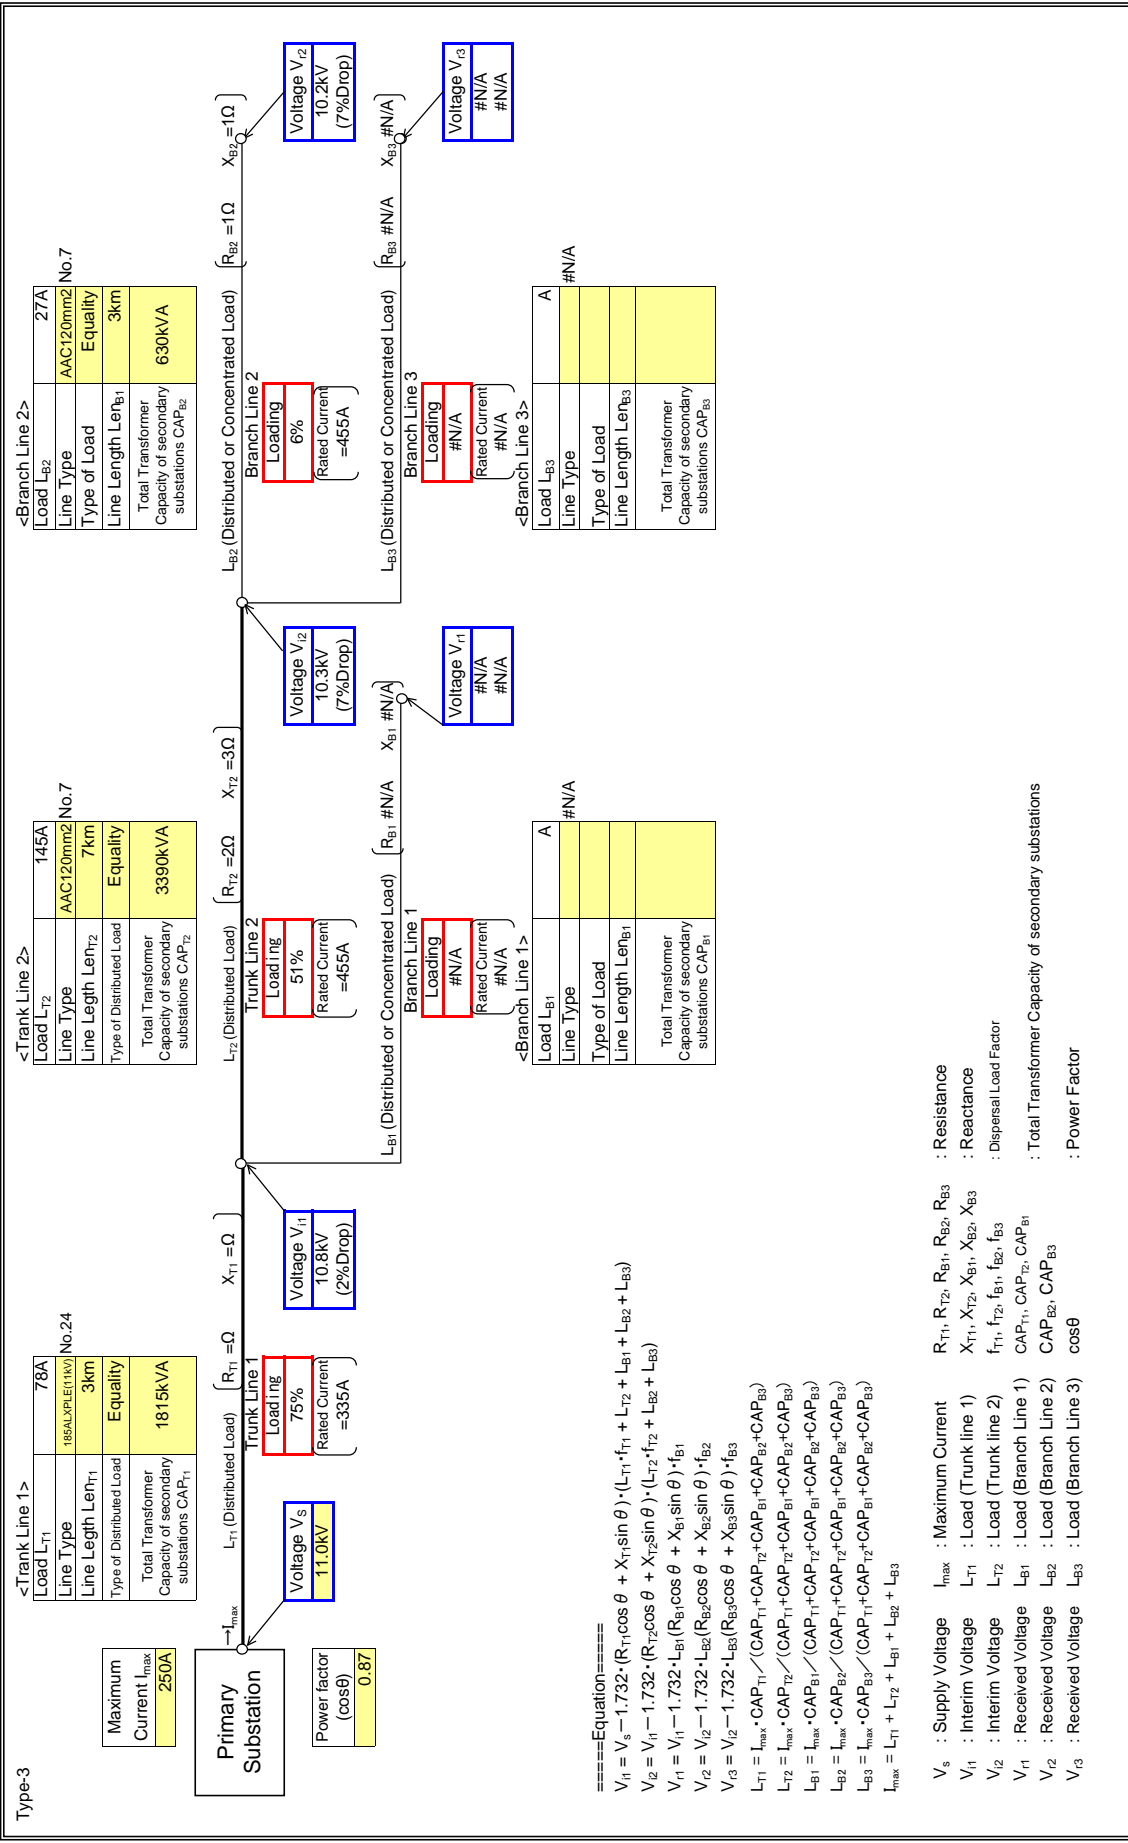 Type-3
Maximum
Current Imax
250A
Primary
Substation
Power factor
(cosθ)
0.87
→Imax
Voltage VS
11.0kV
<Trank Line 1>
Load LT1 78A
Line Type 185ALXPLE(11kV) No.24
Line Legth LenT1 3km
Type of Distributed Load Equality
Total Transformer
Capacity of secondary
substations CAPT1
1815kVA
LT1 (Distributed Load) RT1 =Ω XT1 =Ω
Trunk Line 1
Loading
75%
Rated Current
=335A
Voltage Vi1
10.8kV
(2%Drop)
<Trank Line 2>
Load LT2 145A
Line Type AAC120mm2 No.7
Line Legth LenT2 7km
Type of Distributed Load Equality
Total Transformer
Capacity of secondary
substations CAPT2
3390kVA
LT2 (Distributed Load) RT2 =2Ω XT2 =3Ω
Trunk Line 2
Loading
51%
Rated Current
=455A
Voltage Vi2
10.3kV
(7%Drop)
LB1 (Distributed or Concentrated Load) RB1 #N/A XB1 #N/A
Branch Line 1
Loading
#N/A
Rated Current
#N/A
Voltage Vr1
#N/A
#N/A
<Branch Line 1>
Load LB1 A
Line Type #N/A
Type of Load
Line Length LenB1
Total Transformer
Capacity of secondary
substations CAPB1
<Branch Line 2>
Load LB2 27A
Line Type AAC120mm2 No.7
Type of Load Equality
Line Length LenB1 3km
Total Transformer
Capacity of secondary
substations CAPB2
630kVA
LB2 (Distributed or Concentrated Load) RB2 =1Ω XB2 =1Ω
Branch Line 2
Loading
6%
Rated Current
=455A
Voltage Vr2
10.2kV
(7%Drop)
LB3 (Distributed or Concentrated Load) RB3 #N/A XB3 #N/A
Branch Line 3
Loading
#N/A
Rated Current
#N/A
Voltage Vr3
#N/A
#N/A
<Branch Line 3>
Load LB3 A
Line Type #N/A
Type of Load
Line Length LenB3
Total Transformer
Capacity of secondary
substations CAPB3
=====Equation=====
Vi1 = Vs－1.732･(RT1cos θ + XT1sin θ)･(LT1･fT1 + LT2 + LB1 + LB2 + LB3)
Vi2 = Vi1－1.732･(RT2cos θ + XT2sin θ)･(LT2･fT2 + LB2 + LB3)
Vr1 = Vi1－1.732･LB1(RB1cos θ + XB1sin θ)･fB1
Vr2 = Vi2－1.732･LB2(RB2cos θ + XB2sin θ)･fB2
Vr3 = Vi2－1.732･LB3(RB3cos θ + XB3sin θ)･fB3
LT1 = Imax･CAPT1／(CAPT1+CAPT2+CAPB1+CAPB2+CAPB3)
LT2 = Imax･CAPT2／(CAPT1+CAPT2+CAPB1+CAPB2+CAPB3)
LB1 = Imax･CAPB1／(CAPT1+CAPT2+CAPB1+CAPB2+CAPB3)
LB2 = Imax･CAPB2／(CAPT1+CAPT2+CAPB1+CAPB2+CAPB3)
LB3 = Imax･CAPB3／(CAPT1+CAPT2+CAPB1+CAPB2+CAPB3)
Imax = LT1 + LT2 + LB1 + LB2 + LB3
Vs : Supply Voltage Imax : Maximum Current RT1, RT2, RB1, RB2, RB3 : Resistance
Vi1 : Interim Voltage LT1 : Load (Trunk line 1) XT1, XT2, XB1, XB2, XB3 : Reactance
Vi2 : Interim Voltage LT2 : Load (Trunk line 2) fT1, fT2, fB1, fB2, fB3 : Dispersal Load Factor
Vr1 : Received Voltage LB1 : Load (Branch Line 1) CAPT1, CAPT2, CAPB1 : Total Transformer Capacity of secondary substations
Vr2 : Received Voltage LB2 : Load (Branch Line 2) CAPB2, CAPB3
Vr3 : Received Voltage LB3 : Load (Branch Line 3) cosθ : Power Factor